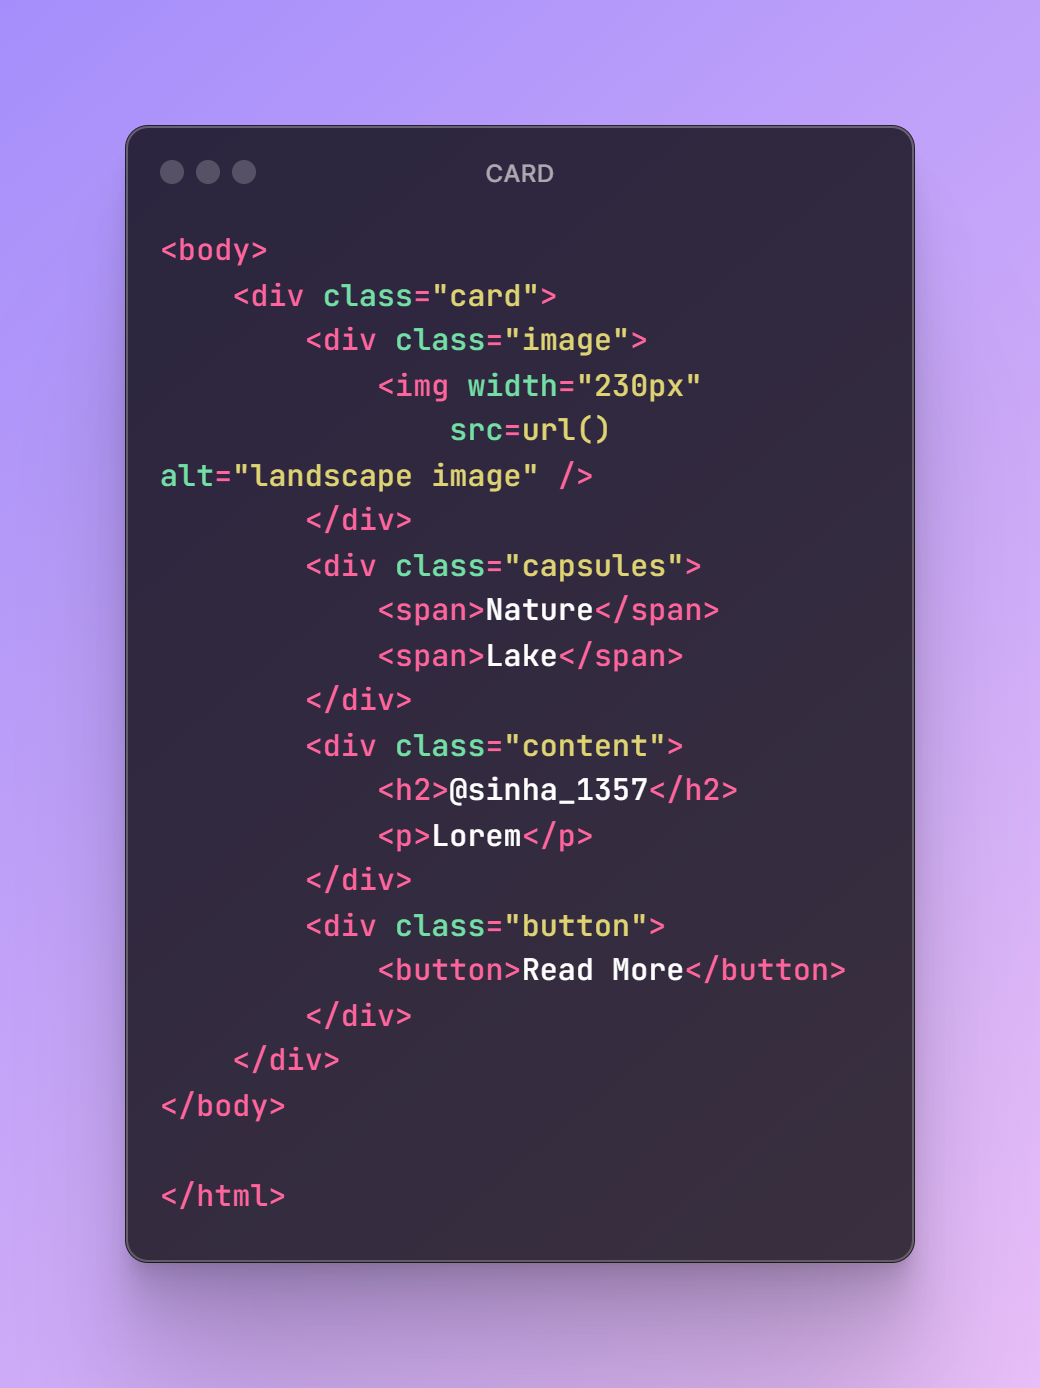 CARD
<body>
    <div class="card">
        <div class="image">
            <img width="230px"
                src=url()
alt="landscape image" />
        </div>
        <div class="capsules">
            <span>Nature</span>
            <span>Lake</span>
        </div>
        <div class="content">
            <h2>@sinha_1357</h2>
            <p>Lorem</p>
        </div>
        <div class="button">
            <button>Read More</button>
        </div>
    </div>
</body>

</html>